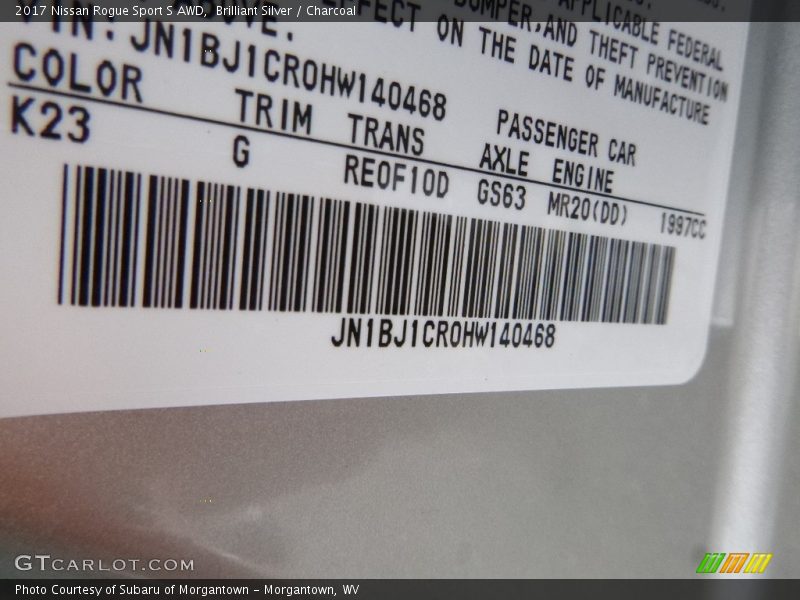 2017 Nissan Rogue Sport S AWD, Brilliant Silver / Charcoal
APPLICABLE FEDERAL
BUMPER, AND THEFT PREVENTION
EFFECT ON THE DATE OF MANUFACTURE
VIN: JN1BJ1CR0HW140468
PASSENGER CAR
COLOR TRIM TRANS AXLE ENGINE
K23 G RE0F10D GS63 MR20(DD) 1997CC
JN1BJ1CR0HW140468
GTCARLOT.COM
Photo Courtesy of Subaru of Morgantown – Morgantown, WV